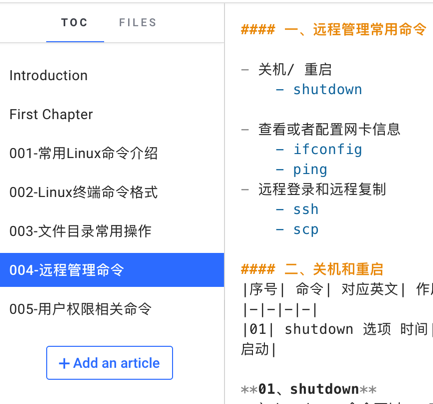 TOC FILES
Introduction
First Chapter
001-常用Linux命令介绍
002-Linux终端命令格式
003-文件目录常用操作
004-远程管理命令
005-用户权限相关命令
+ Add an article
#### 一、远程管理常用命令
- 关机/ 重启
- shutdown
- 查看或者配置网卡信息
- ifconfig
- ping
- 远程登录和远程复制
- ssh
- scp
#### 二、关机和重启
|序号| 命令| 对应英文| 作
|-|-|-|-|
|01| shutdown 选项 时间|
启动|
**01、shutdown**